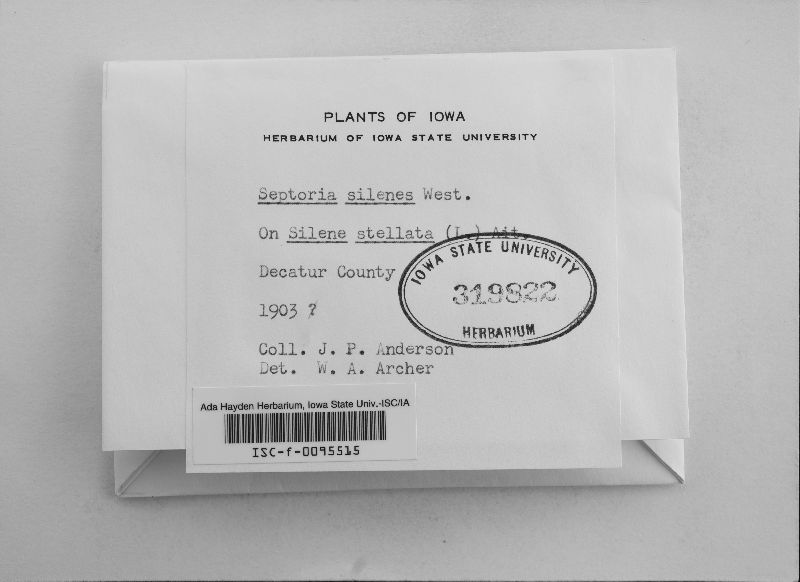 PLANTS OF IOWA
HERBARIUM OF IOWA STATE UNIVERSITY
Septoria silenes West.
On Silene stellata (L.) Ait.
Decatur County
1903 ?
Coll. J. P. Anderson
Det. W. A. Archer
IOWA STATE UNIVERSITY
319822
HERBARIUM
Ada Hayden Herbarium, Iowa State Univ.-ISC/IA
ISC-f-0095515